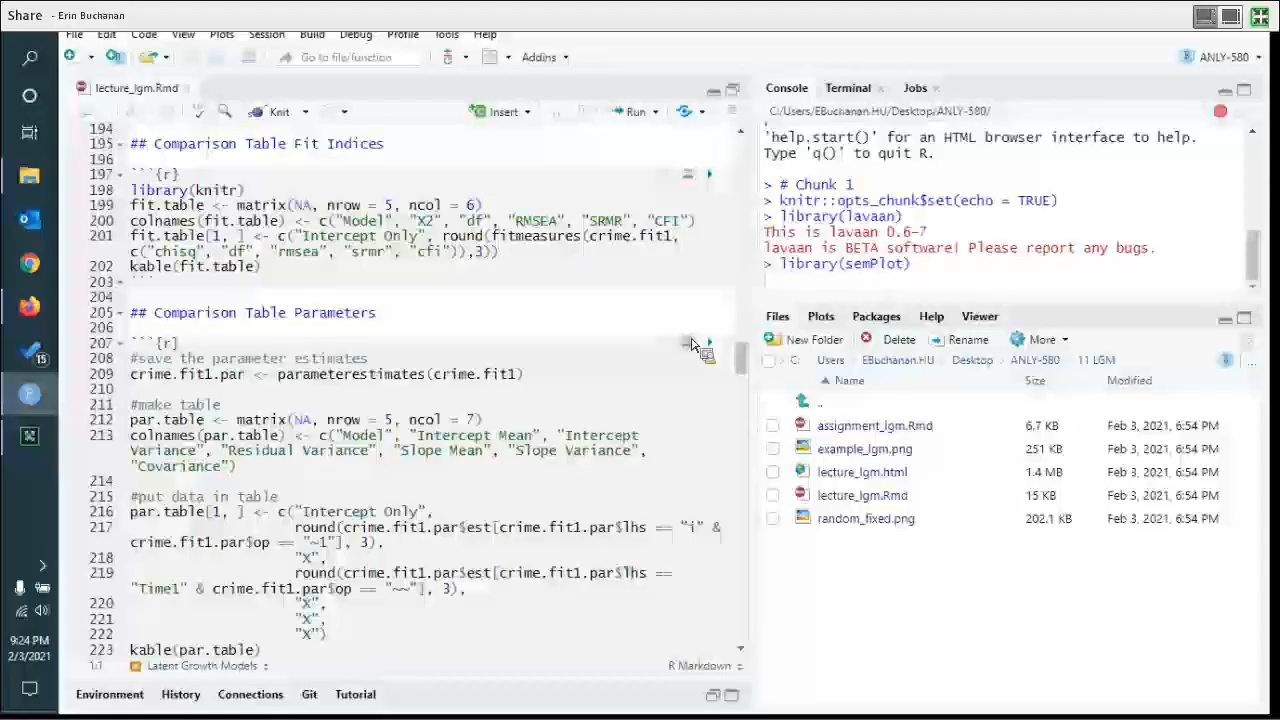 Share - Erin Buchanan
File Edit Code View Plots Session Build Debug Profile Tools Help
Go to file/function
Addins
ANLY-580
lecture_lgm.Rmd
Knit
Insert
Run
194
195 ## Comparison Table Fit Indices
196
197 ```{r}
198 library(knitr)
199 fit.table <- matrix(NA, nrow = 5, ncol = 6)
200 colnames(fit.table) <- c("Model", "X2", "df", "RMSEA", "SRMR", "CFI")
201 fit.table[1, ] <- c("Intercept Only", round(fitmeasures(crime.fit1,
c("chisq", "df", "rmsea", "srmr", "cfi")),3))
202 kable(fit.table)
203 ```
204
205 ## Comparison Table Parameters
206
207 ```{r}
208 #save the parameter estimates
209 crime.fit1.par <- parameterestimates(crime.fit1)
210
211 #make table
212 par.table <- matrix(NA, nrow = 5, ncol = 7)
213 colnames(par.table) <- c("Model", "Intercept Mean", "Intercept
Variance", "Residual Variance", "Slope Mean", "Slope Variance",
"Covariance")
214
215 #put data in table
216 par.table[1, ] <- c("Intercept Only",
217 round(crime.fit1.par$est[crime.fit1.par$lhs == "i" &
crime.fit1.par$op == "~1"], 3),
218 "X",
219 round(crime.fit1.par$est[crime.fit1.par$lhs ==
"Time1" & crime.fit1.par$op == "~~"], 3),
220 "X",
221 "X",
222 "X")
223 kable(par.table)
1:1 Latent Growth Models R Markdown
Environment History Connections Git Tutorial
Console Terminal Jobs
C:/Users/EBuchanan.HU/Desktop/ANLY-580/
'help.start()' for an HTML browser interface to help.
Type 'q()' to quit R.
> # Chunk 1
> knitr::opts_chunk$set(echo = TRUE)
> library(lavaan)
This is lavaan 0.6-7
lavaan is BETA software! Please report any bugs.
> library(semPlot)
Files Plots Packages Help Viewer
New Folder Delete Rename More
C: Users EBuchanan.HU Desktop ANLY-580 11 LGM
...
Name Size Modified
..
assignment_lgm.Rmd 6.7 KB Feb 3, 2021, 6:54 PM
example_lgm.png 251 KB Feb 3, 2021, 6:54 PM
lecture_lgm.html 1.4 MB Feb 3, 2021, 6:54 PM
lecture_lgm.Rmd 15 KB Feb 3, 2021, 6:54 PM
random_fixed.png 202.1 KB Feb 3, 2021, 6:54 PM
15
9:24 PM
2/3/2021